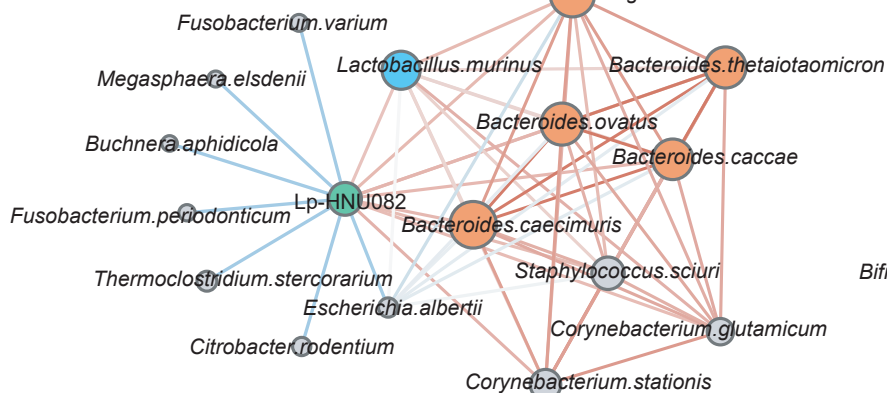 Fusobacterium.varium
Lactobacillus.murinus
Bacteroides.thetaiotaomicron
Megasphaera.elsdenii
Bacteroides.ovatus
Buchnera.aphidicola
Bacteroides.caccae
Lp-HNU082
Fusobacterium.periodonticum
Bacteroides.caecimuris
Thermoclostridium.stercorarium
Staphylococcus.sciuri
Escherichia.albertii
Corynebacterium.glutamicum
Citrobacter.rodentium
Corynebacterium.stationis